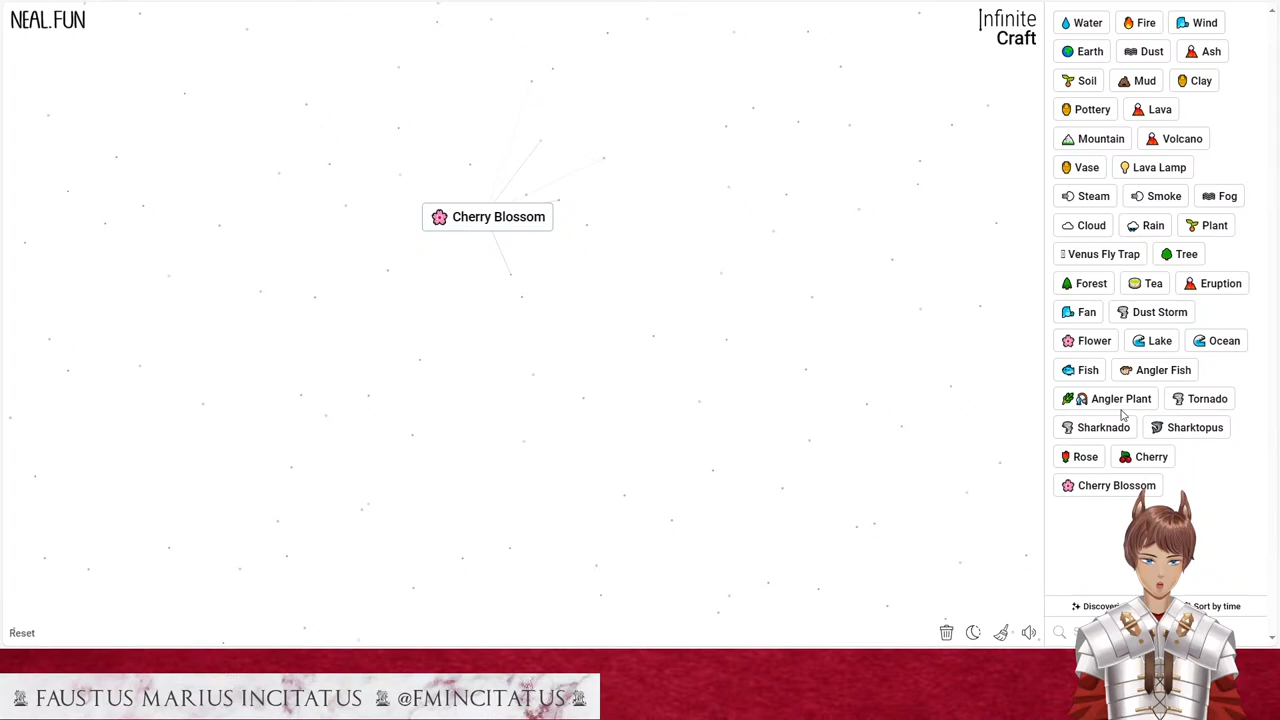 NEAL.FUN
Infinite
Craft
Cherry Blossom
Water Fire Wind
Earth Dust Ash
Soil Mud Clay
Pottery Lava
Mountain Volcano
Vase Lava Lamp
Steam Smoke Fog
Cloud Rain Plant
Venus Fly Trap Tree
Forest Tea Eruption
Fan Dust Storm
Flower Lake Ocean
Fish Angler Fish
Angler Plant Tornado
Sharknado Sharktopus
Rose Cherry
Cherry Blossom
Sort by time
Reset
FAUSTUS MARIUS INCITATUS @FMINCITATUS